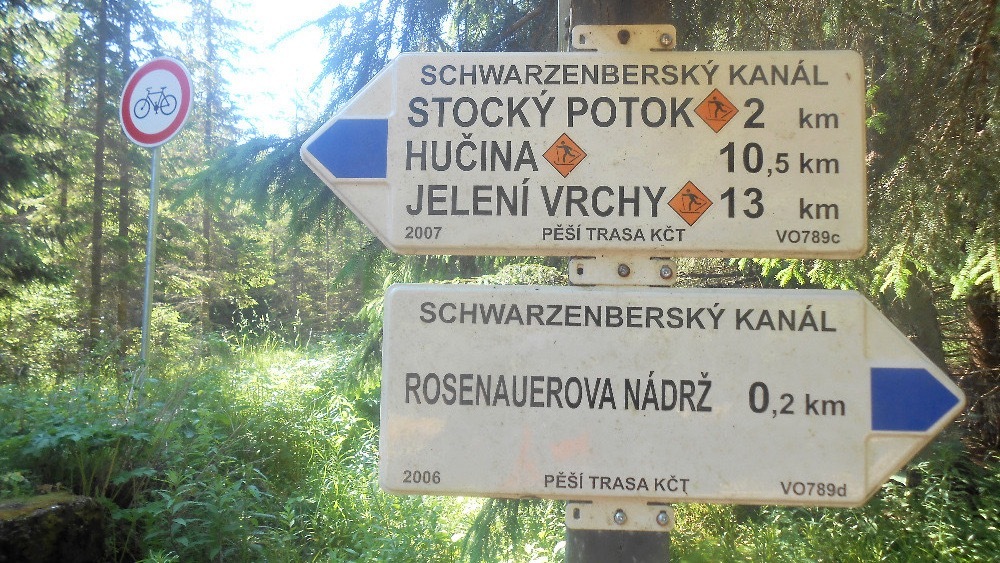 SCHWARZENBERSKÝ KANÁL
STOCKÝ POTOK 2 km
HUČINA 10,5 km
JELENÍ VRCHY 13 km
2007 PĚŠÍ TRASA KČT VO789c
SCHWARZENBERSKÝ KANÁL
ROSENAUEROVA NÁDRŽ 0,2 km
2006 PĚŠÍ TRASA KČT VO789d